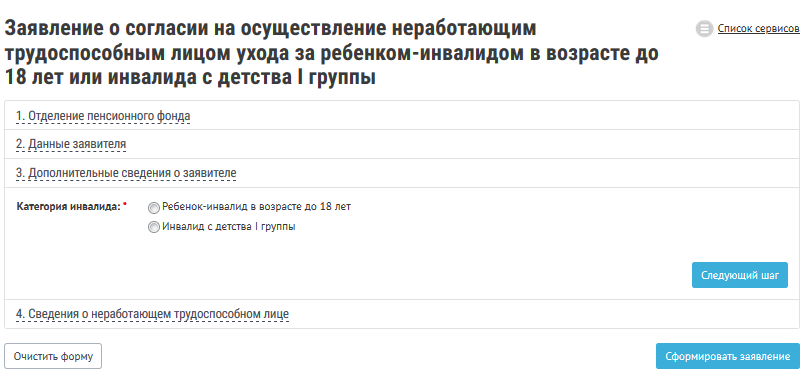 Заявление о согласии на осуществление неработающим
трудоспособным лицом ухода за ребенком-инвалидом в возрасте до
18 лет или инвалида с детства I группы
Список сервисов
1. Отделение пенсионного фонда
2. Данные заявителя
3. Дополнительные сведения о заявителе
Категория инвалида: *
Ребенок-инвалид в возрасте до 18 лет
Инвалид с детства I группы
Следующий шаг
4. Сведения о неработающем трудоспособном лице
Очистить форму
Сформировать заявление